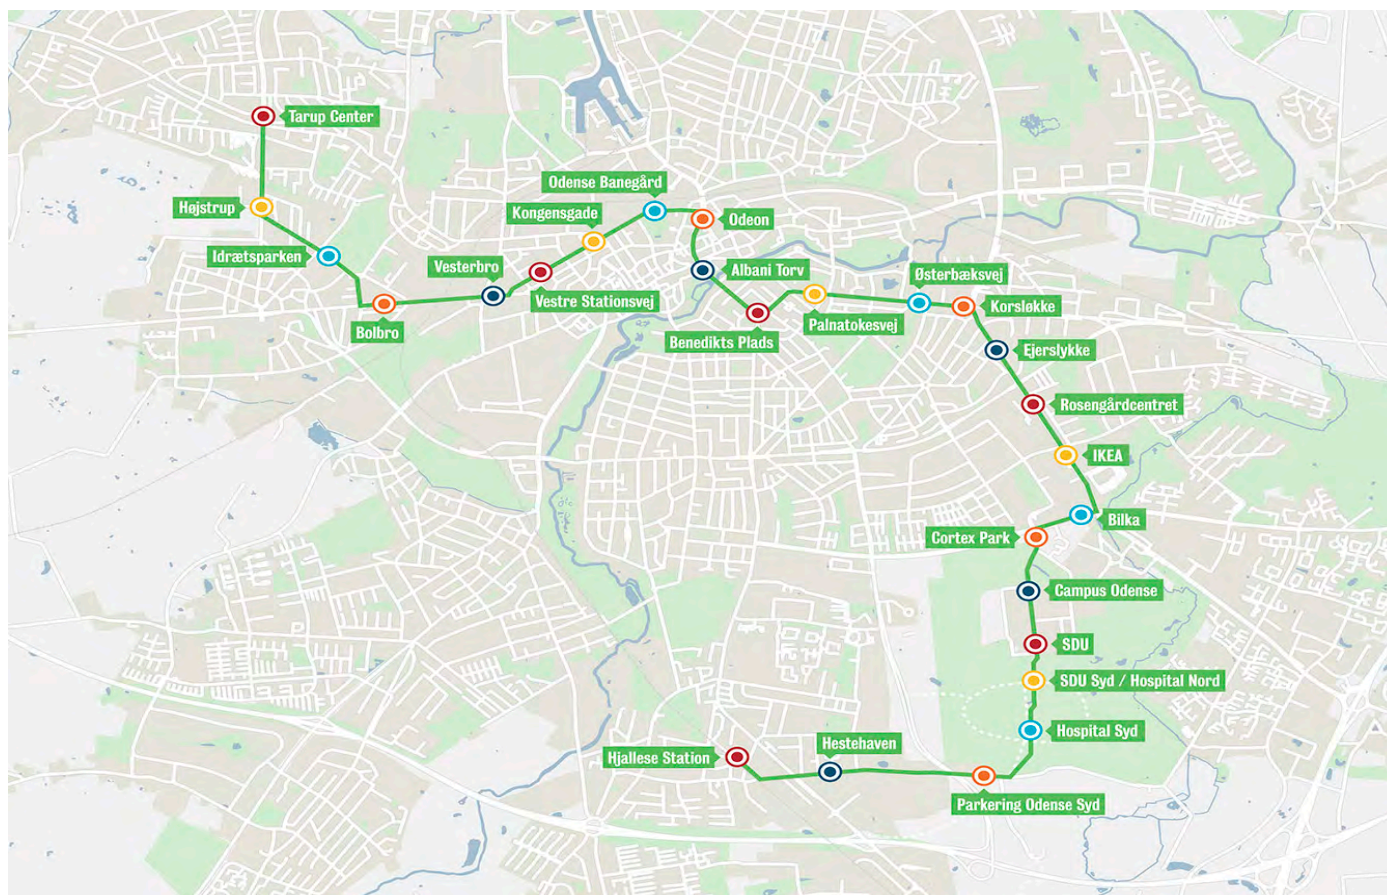 Tarup Center
Højstrup
Idrætsparken
Bolbro
Vesterbro
Vestre Stationsvej
Kongensgade
Odense Banegård
Odeon
Albani Torv
Benedikts Plads
Palnatokesvej
Østerbæksvej
Korsløkke
Ejerslykke
Rosengårdcentret
IKEA
Bilka
Cortex Park
Campus Odense
SDU
SDU Syd / Hospital Nord
Hospital Syd
Parkering Odense Syd
Hestehaven
Hjallese Station